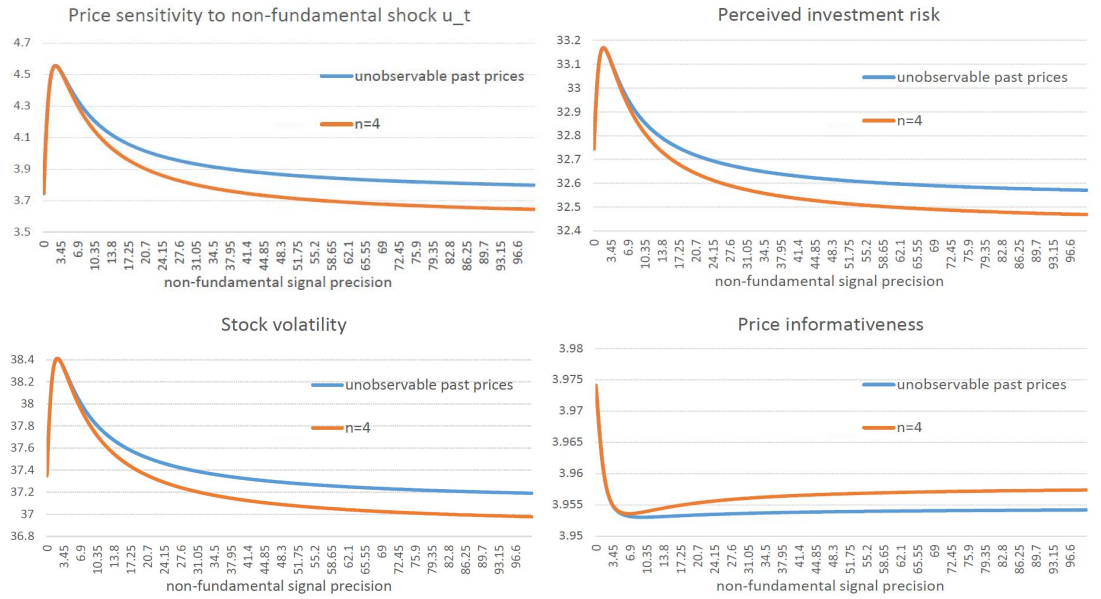 Price sensitivity to non-fundamental shock u_t
4.7
4.5
4.3
4.1
3.9
3.7
3.5
unobservable past prices
n=4
0 3.45 6.9 10.35 13.8 17.25 20.7 24.15 27.6 31.05 34.5 37.95 41.4 44.85 48.3 51.75 55.2 58.65 62.1 65.55 69 72.45 75.9 79.35 82.8 86.25 89.7 93.15 96.6
non-fundamental signal precision
Perceived investment risk
33.2
33.1
33
32.9
32.8
32.7
32.6
32.5
32.4
unobservable past prices
n=4
0 3.45 6.9 10.35 13.8 17.25 20.7 24.15 27.6 31.05 34.5 37.95 41.4 44.85 48.3 51.75 55.2 58.65 62.1 65.55 69 72.45 75.9 79.35 82.8 86.25 89.7 93.15 96.6
non-fundamental signal precision
Stock volatility
38.4
38.2
38
37.8
37.6
37.4
37.2
37
36.8
unobservable past prices
n=4
0 3.45 6.9 10.35 13.8 17.25 20.7 24.15 27.6 31.05 34.5 37.95 41.4 44.85 48.3 51.75 55.2 58.65 62.1 65.55 69 72.45 75.9 79.35 82.8 86.25 89.7 93.15 96.6
non-fundamental signal precision
Price informativeness
3.98
3.975
3.97
3.965
3.96
3.955
3.95
unobservable past prices
n=4
0 3.45 6.9 10.35 13.8 17.25 20.7 24.15 27.6 31.05 34.5 37.95 41.4 44.85 48.3 51.75 55.2 58.65 62.1 65.55 69 72.45 75.9 79.35 82.8 86.25 89.7 93.15 96.6
non-fundamental signal precision